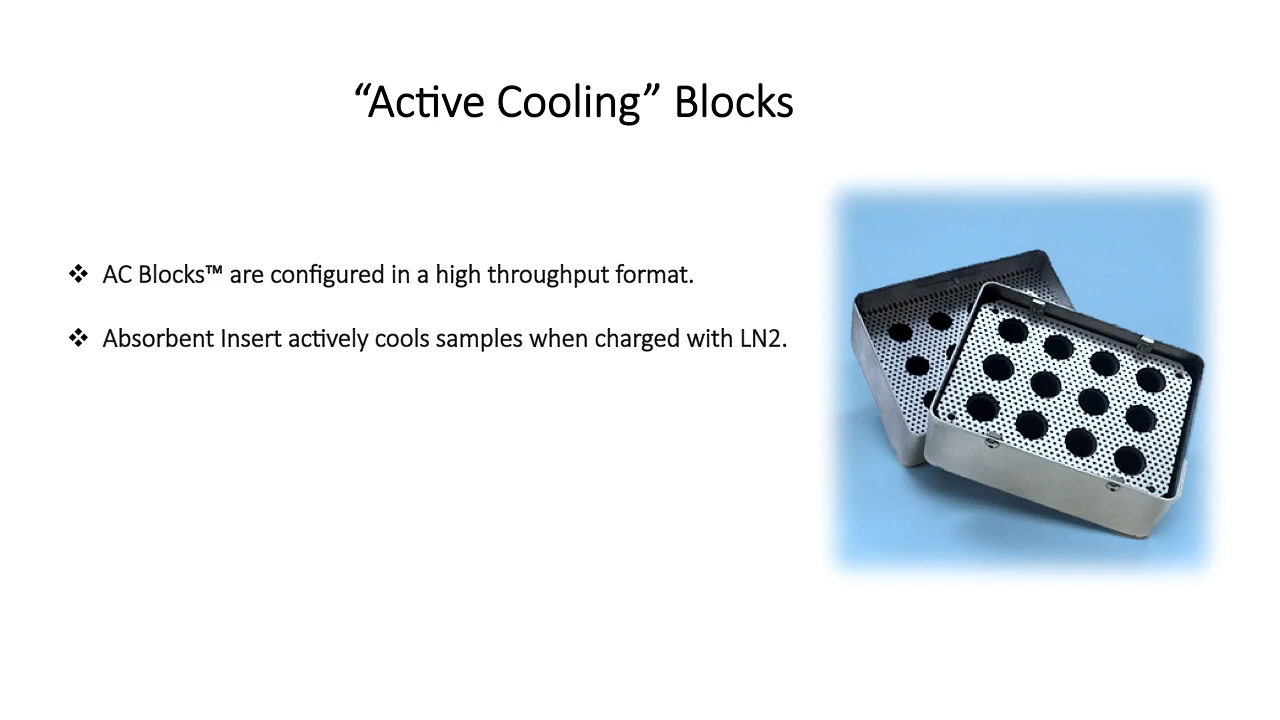 “Active Cooling” Blocks
❖ AC Blocks™ are configured in a high throughput format.
❖ Absorbent Insert actively cools samples when charged with LN2.